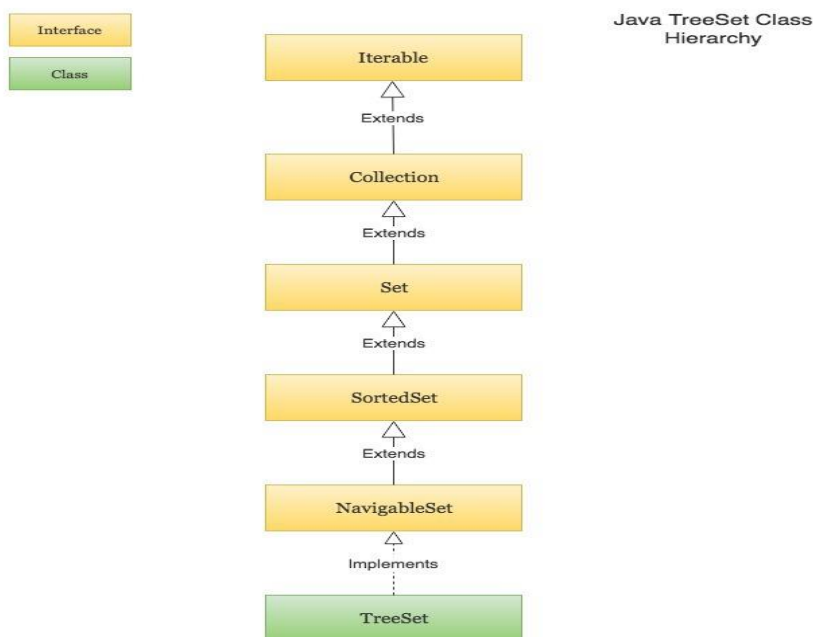 Interface
Class
Java TreeSet Class
Hierarchy
Iterable
Extends
Collection
Extends
Set
Extends
SortedSet
Extends
NavigableSet
Implements
TreeSet